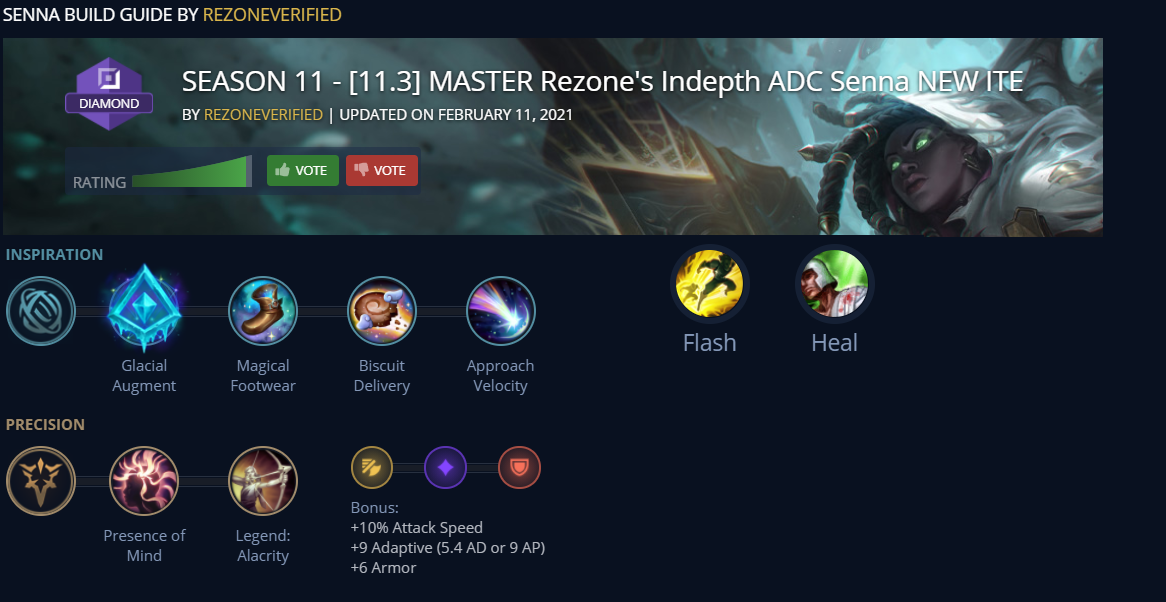 SENNA BUILD GUIDE BY REZONEVERIFIED
DIAMOND
SEASON 11 - [11.3] MASTER Rezone's Indepth ADC Senna NEW ITE
BY REZONEVERIFIED | UPDATED ON FEBRUARY 11, 2021
RATING
VOTE
VOTE
INSPIRATION
Glacial
Augment
Magical
Footwear
Biscuit
Delivery
Approach
Velocity
Flash
Heal
PRECISION
Presence of
Mind
Legend:
Alacrity
Bonus:
+10% Attack Speed
+9 Adaptive (5.4 AD or 9 AP)
+6 Armor